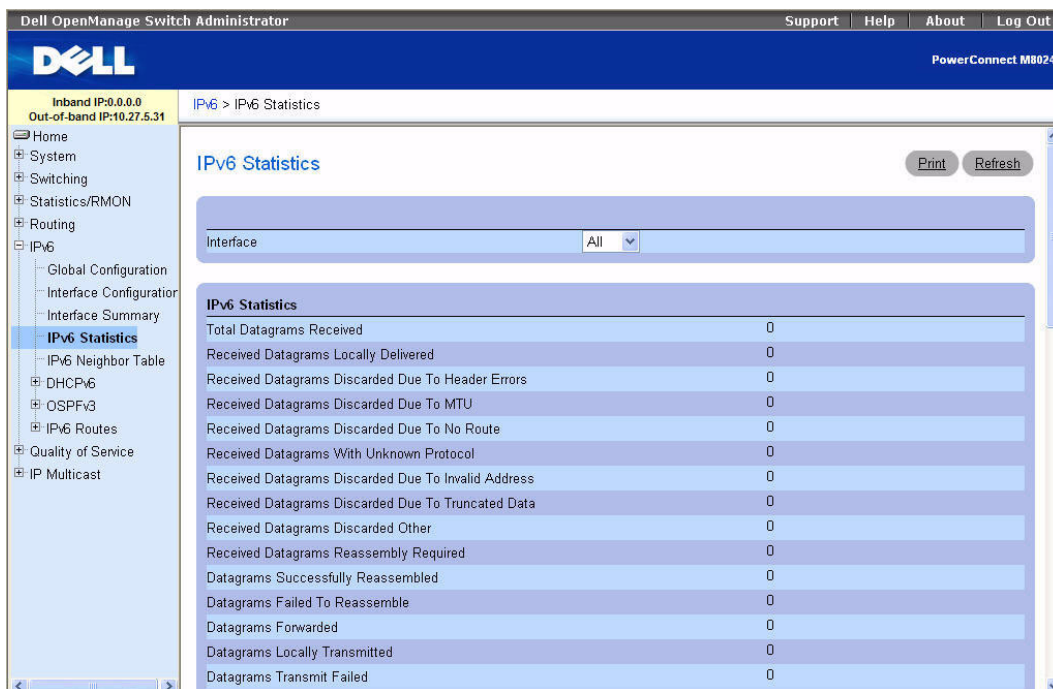 Dell OpenManage Switch Administrator
Support Help About Log Out
DELL
PowerConnect M8024
Inband IP:0.0.0.0
Out-of-band IP:10.27.5.31
IPv6 > IPv6 Statistics
Home
System
Switching
Statistics/RMON
Routing
IPv6
Global Configuration
Interface Configuration
Interface Summary
IPv6 Statistics
IPv6 Neighbor Table
DHCPv6
OSPFv3
IPv6 Routes
Quality of Service
IP Multicast
IPv6 Statistics
Print Refresh
Interface All
IPv6 Statistics
Total Datagrams Received 0
Received Datagrams Locally Delivered 0
Received Datagrams Discarded Due To Header Errors 0
Received Datagrams Discarded Due To MTU 0
Received Datagrams Discarded Due To No Route 0
Received Datagrams With Unknown Protocol 0
Received Datagrams Discarded Due To Invalid Address 0
Received Datagrams Discarded Due To Truncated Data 0
Received Datagrams Discarded Other 0
Received Datagrams Reassembly Required 0
Datagrams Successfully Reassembled 0
Datagrams Failed To Reassemble 0
Datagrams Forwarded 0
Datagrams Locally Transmitted 0
Datagrams Transmit Failed 0